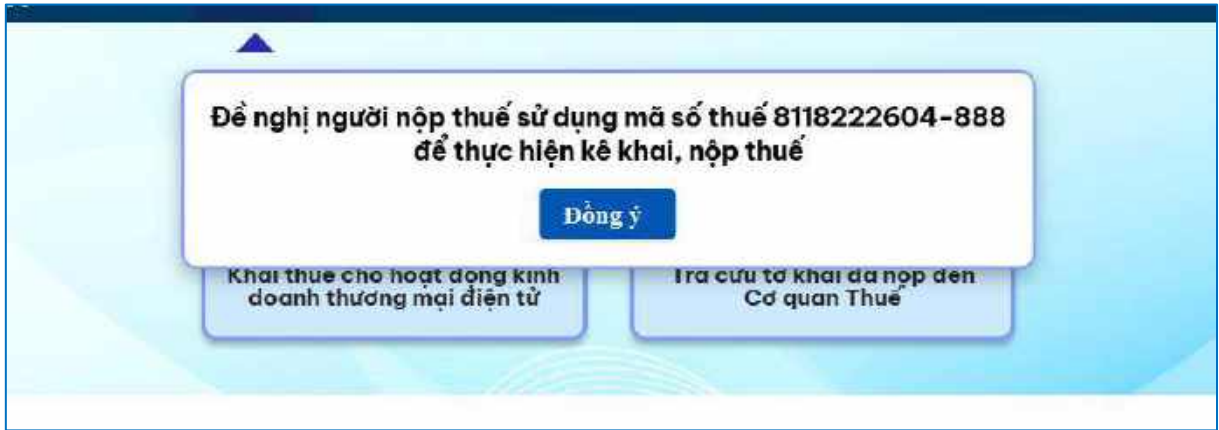 Đề nghị người nộp thuế sử dụng mã số thuế 8118222604-888
để thực hiện kê khai, nộp thuế
Đồng ý
Khai thuế cho hoạt động kinh
doanh thương mại điện tử
Tra cứu tờ khai đã nộp đến
Cơ quan Thuế